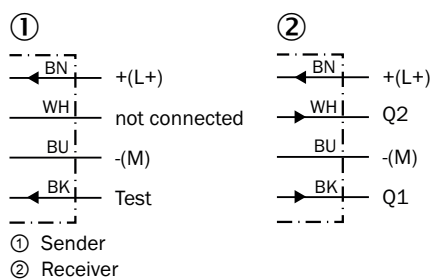 ① ②
BN +(L+) BN +(L+)
WH not connected WH Q2
BU -(M) BU -(M)
BK Test BK Q1
① Sender
② Receiver